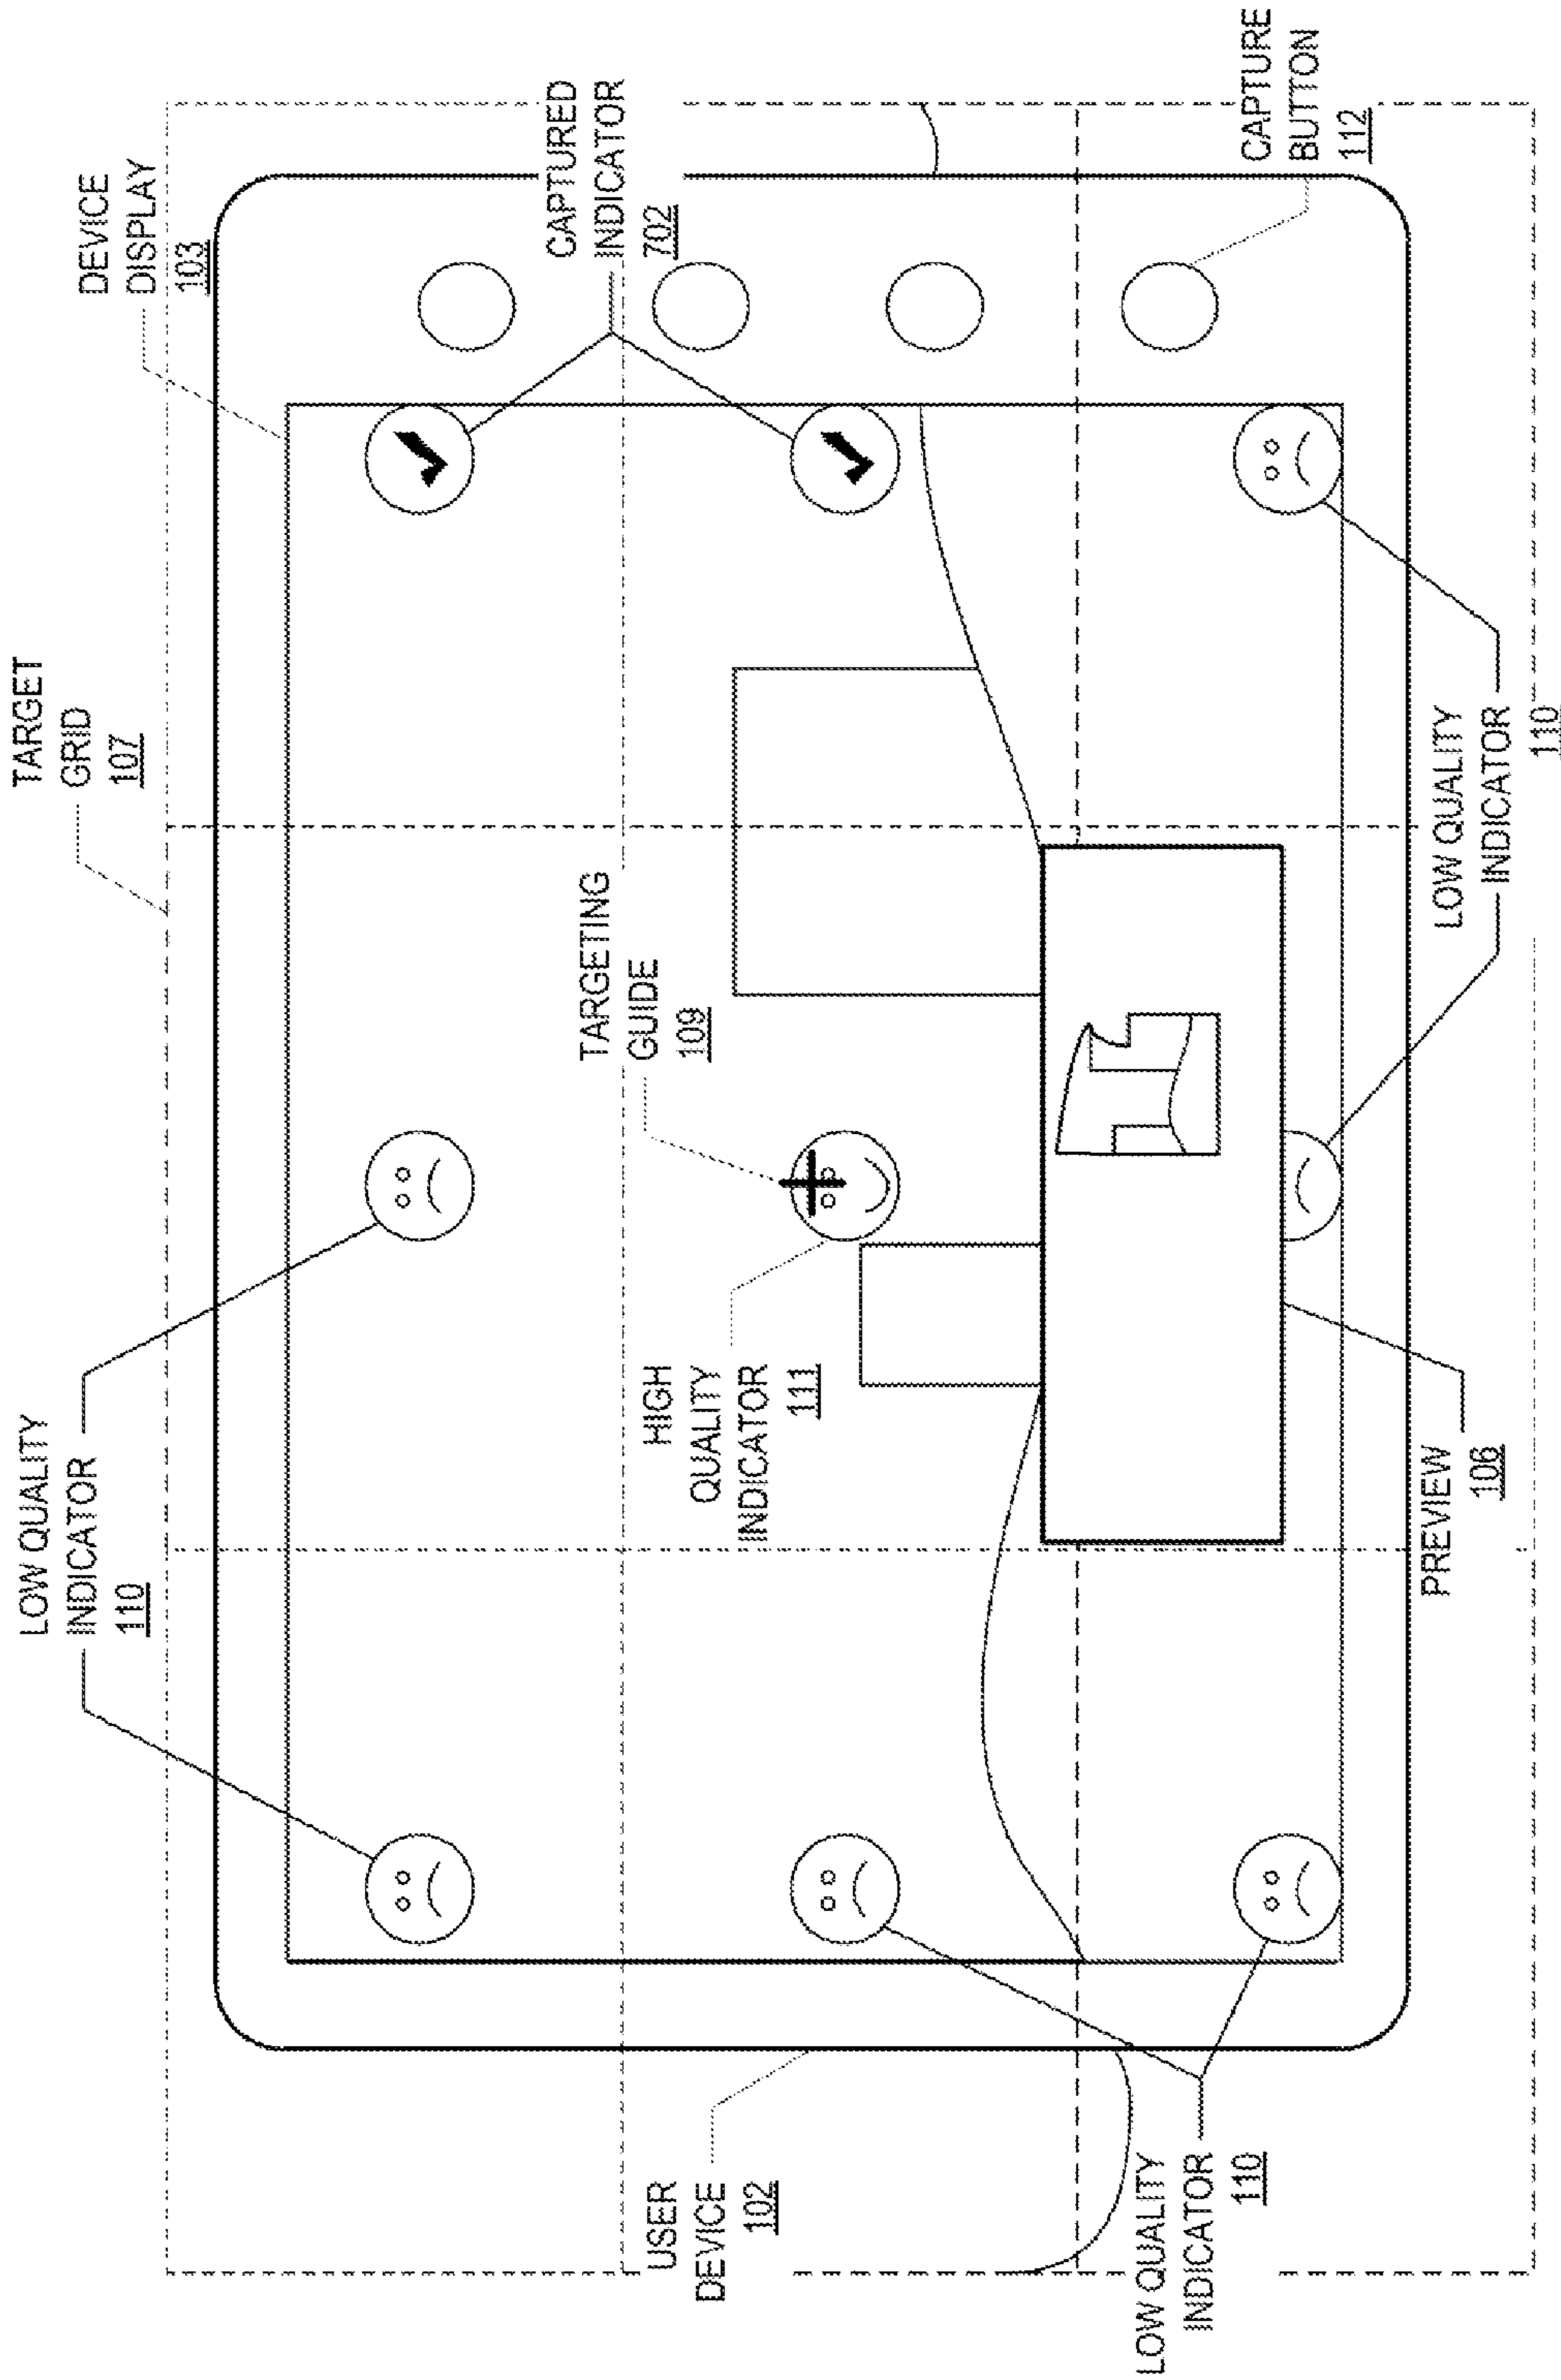 TARGET
GRID
107
DEVICE
DISPLAY
103
LOW QUALITY
INDICATOR
110
CAPTURED
INDICATOR
702
TARGETING
GUIDE
109
HIGH
QUALITY
INDICATOR
111
USER
DEVICE
102
CAPTURE
BUTTON
112
LOW QUALITY
INDICATOR
110
PREVIEW
106
LOW QUALITY
INDICATOR
110